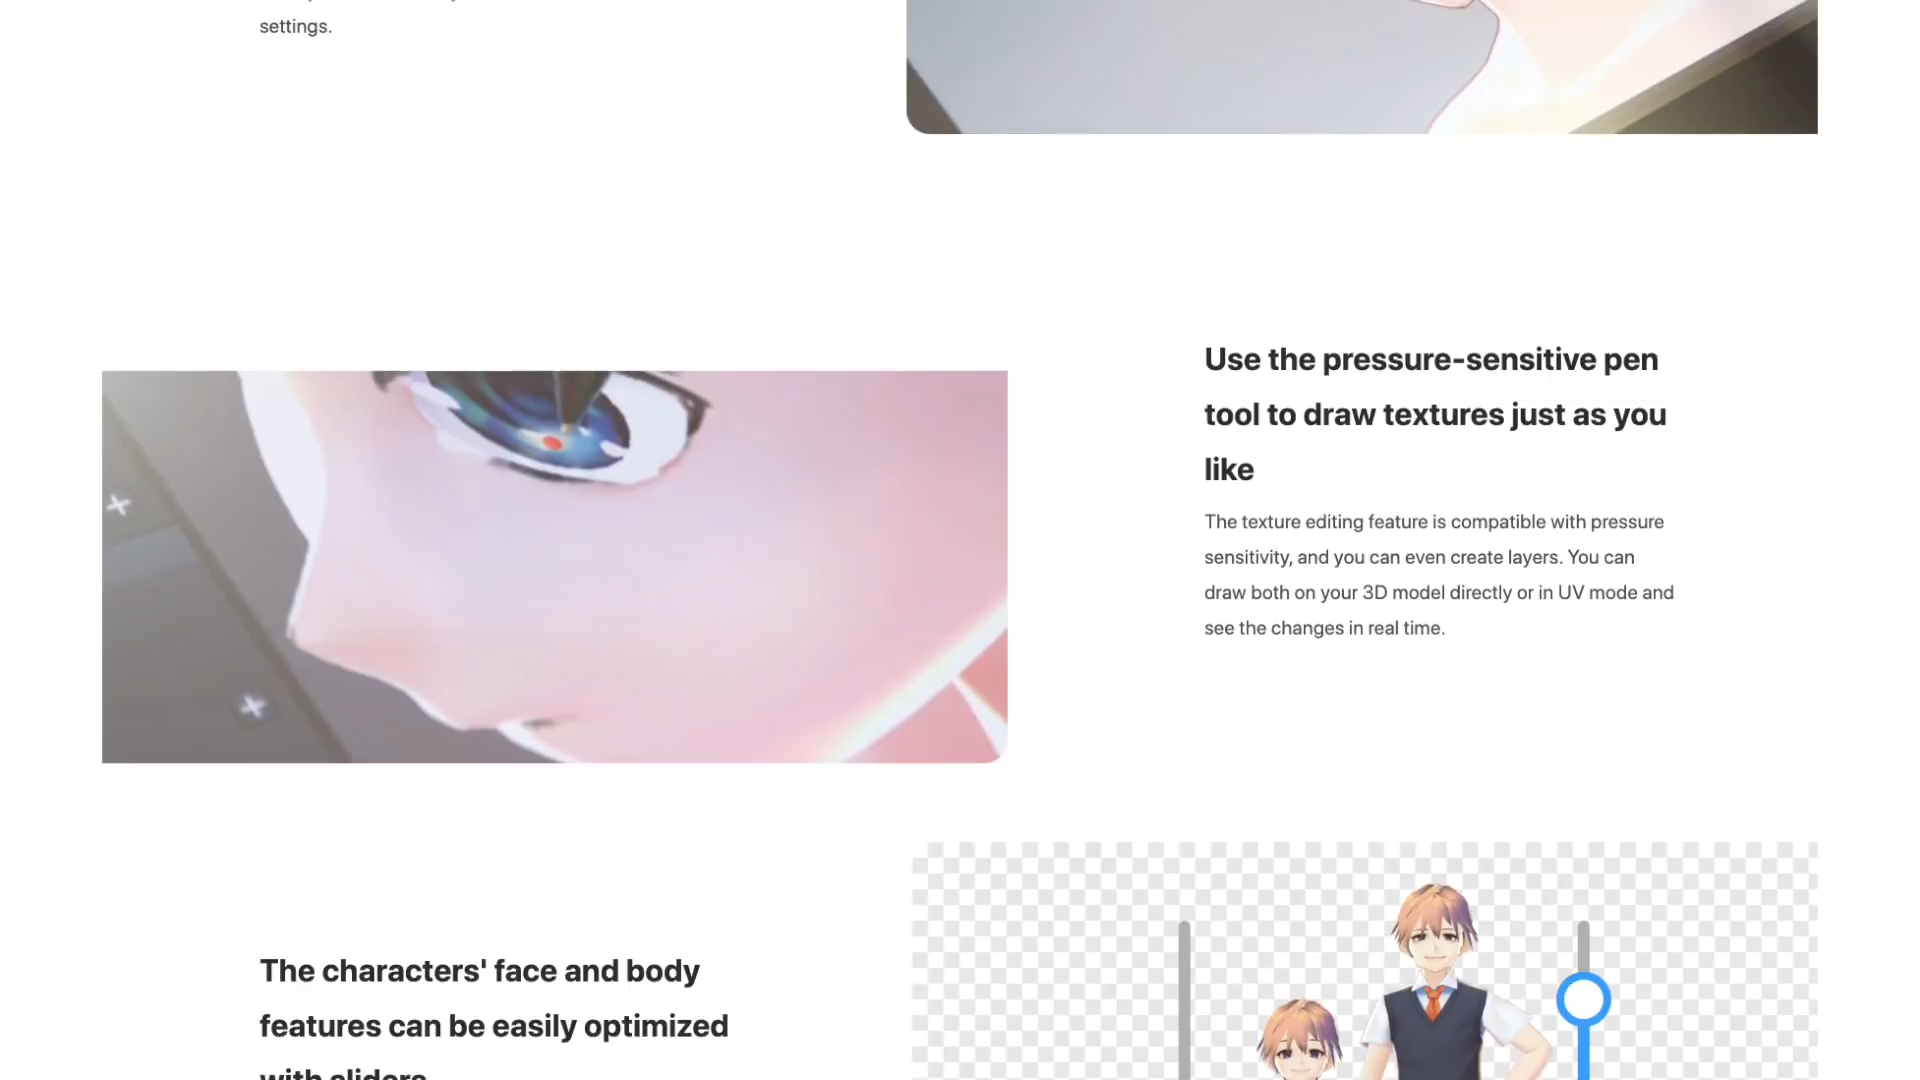 settings.
Use the pressure-sensitive pen
tool to draw textures just as you
like
The texture editing feature is compatible with pressure
sensitivity, and you can even create layers. You can
draw both on your 3D model directly or in UV mode and
see the changes in real time.
The characters' face and body
features can be easily optimized
with sliders